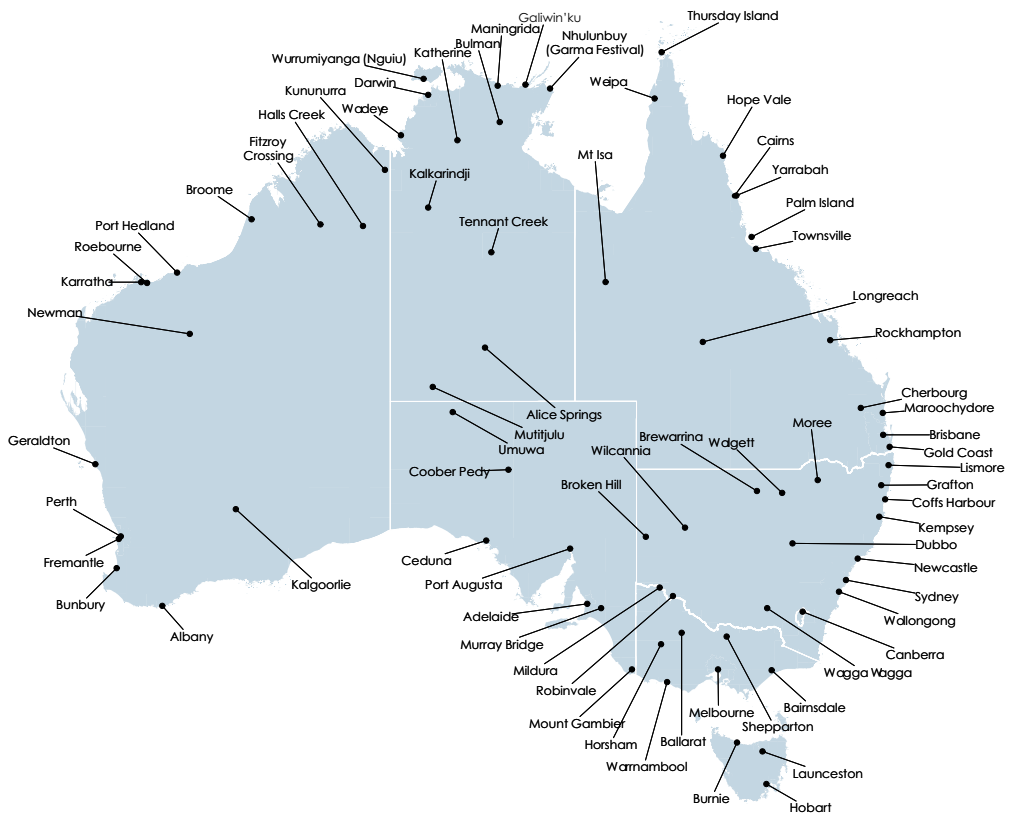 Thursday Island
Galiwin'ku
Maningrida
Nhulunbuy
(Garma Festival)
Bulman
Katherine
Wurrumiyanga (Nguiu)
Darwin
Weipa
Kununurra
Hope Vale
Wadeye
Halls Creek
Cairns
Fitzroy
Crossing
Mt Isa
Yarrabah
Kalkarindji
Broome
Palm Island
Tennant Creek
Port Hedland
Townsville
Roebourne
Karratha
Longreach
Newman
Rockhampton
Cherbourg
Maroochydore
Alice Springs
Moree
Mutitjulu
Brisbane
Brewarrina
Walgett
Geraldton
Umuwa
Wilcannia
Gold Coast
Lismore
Coober Pedy
Broken Hill
Grafton
Perth
Coffs Harbour
Kempsey
Dubbo
Fremantle
Ceduna
Newcastle
Kalgoorlie
Port Augusta
Sydney
Bunbury
Adelaide
Wollongong
Albany
Murray Bridge
Canberra
Mildura
Wagga Wagga
Robinvale
Bairnsdale
Melbourne
Mount Gambier
Shepparton
Horsham
Ballarat
Warnambool
Launceston
Burnie
Hobart